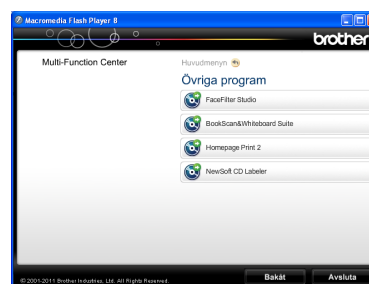 Macromedia Flash Player 8
brother
Multi-Function Center
Huvudmenyn
Övriga program
FaceFilter Studio
BookScan&Whiteboard Suite
Homepage Print 2
NewSoft CD Labeler
© 2001-2011 Brother Industries, Ltd. All Rights Reserved.
Bakåt
Avsluta